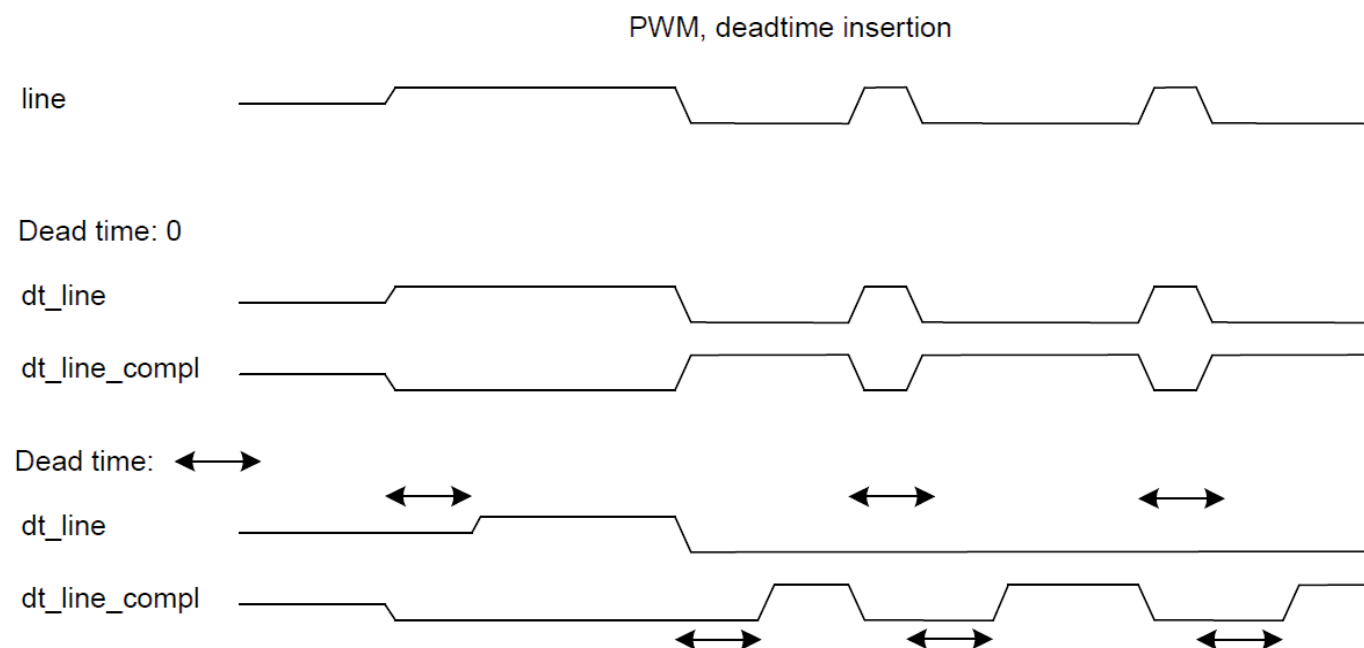 PWM, deadtime insertion
line
Dead time: 0
dt_line
dt_line_compl
Dead time:
dt_line
dt_line_compl